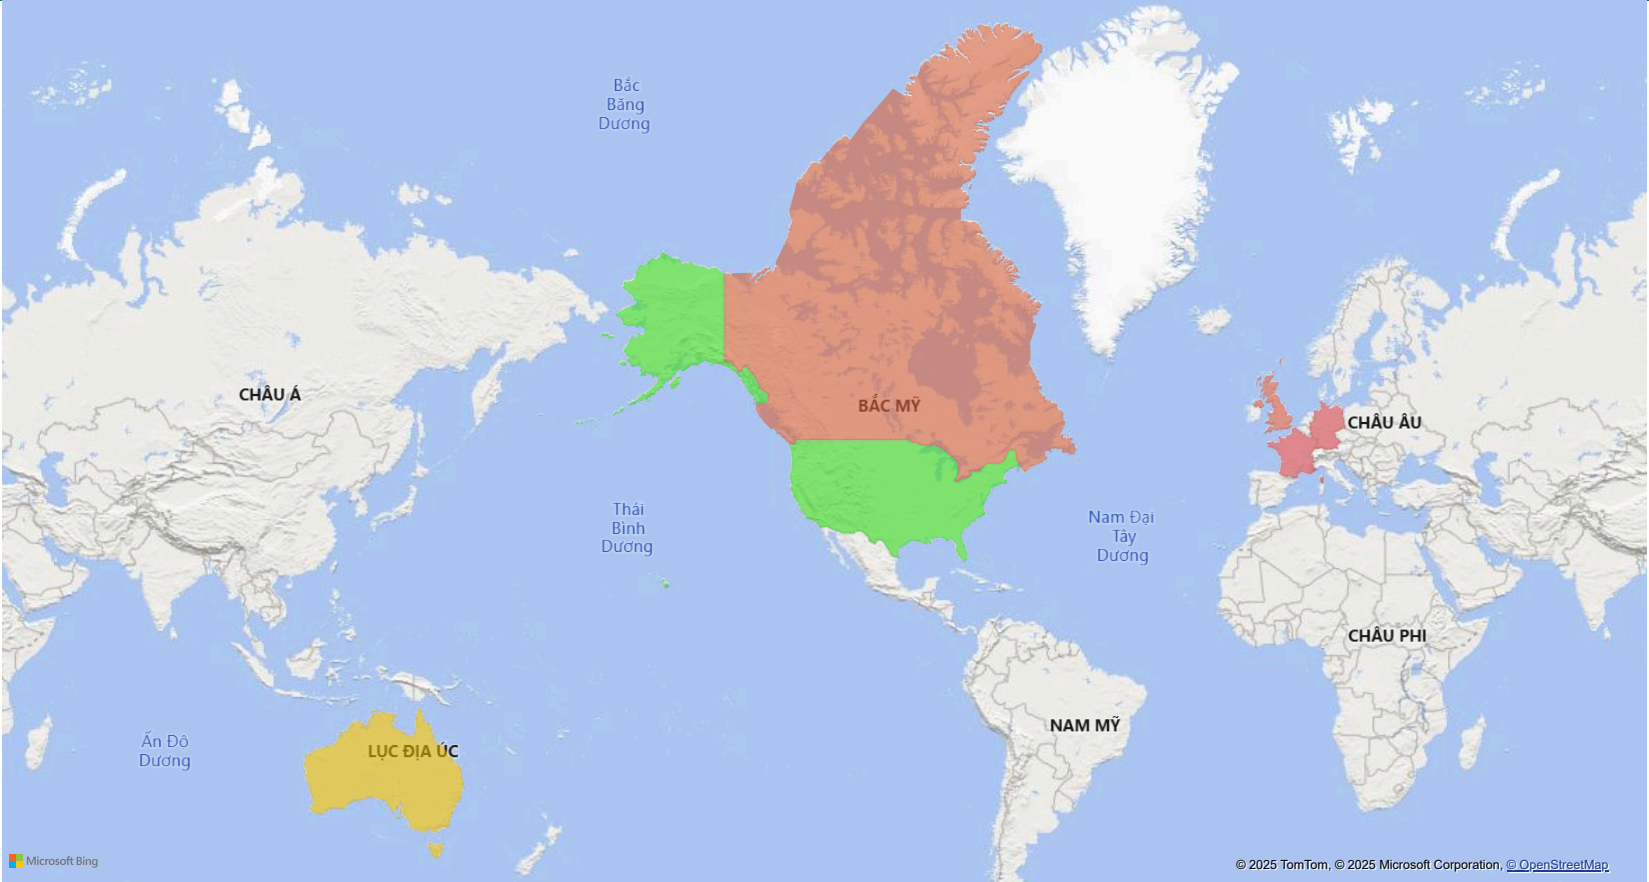 Bắc
Băng
Dương
CHÂU Á
BẮC MỸ
CHÂU ÂU
Thái
Bình
Dương
Nam Đại
Tây
Dương
CHÂU PHI
NAM MỸ
Ấn Độ
Dương
LỤC ĐỊA ÚC
Microsoft Bing
© 2025 TomTom, © 2025 Microsoft Corporation, © OpenStreetMap